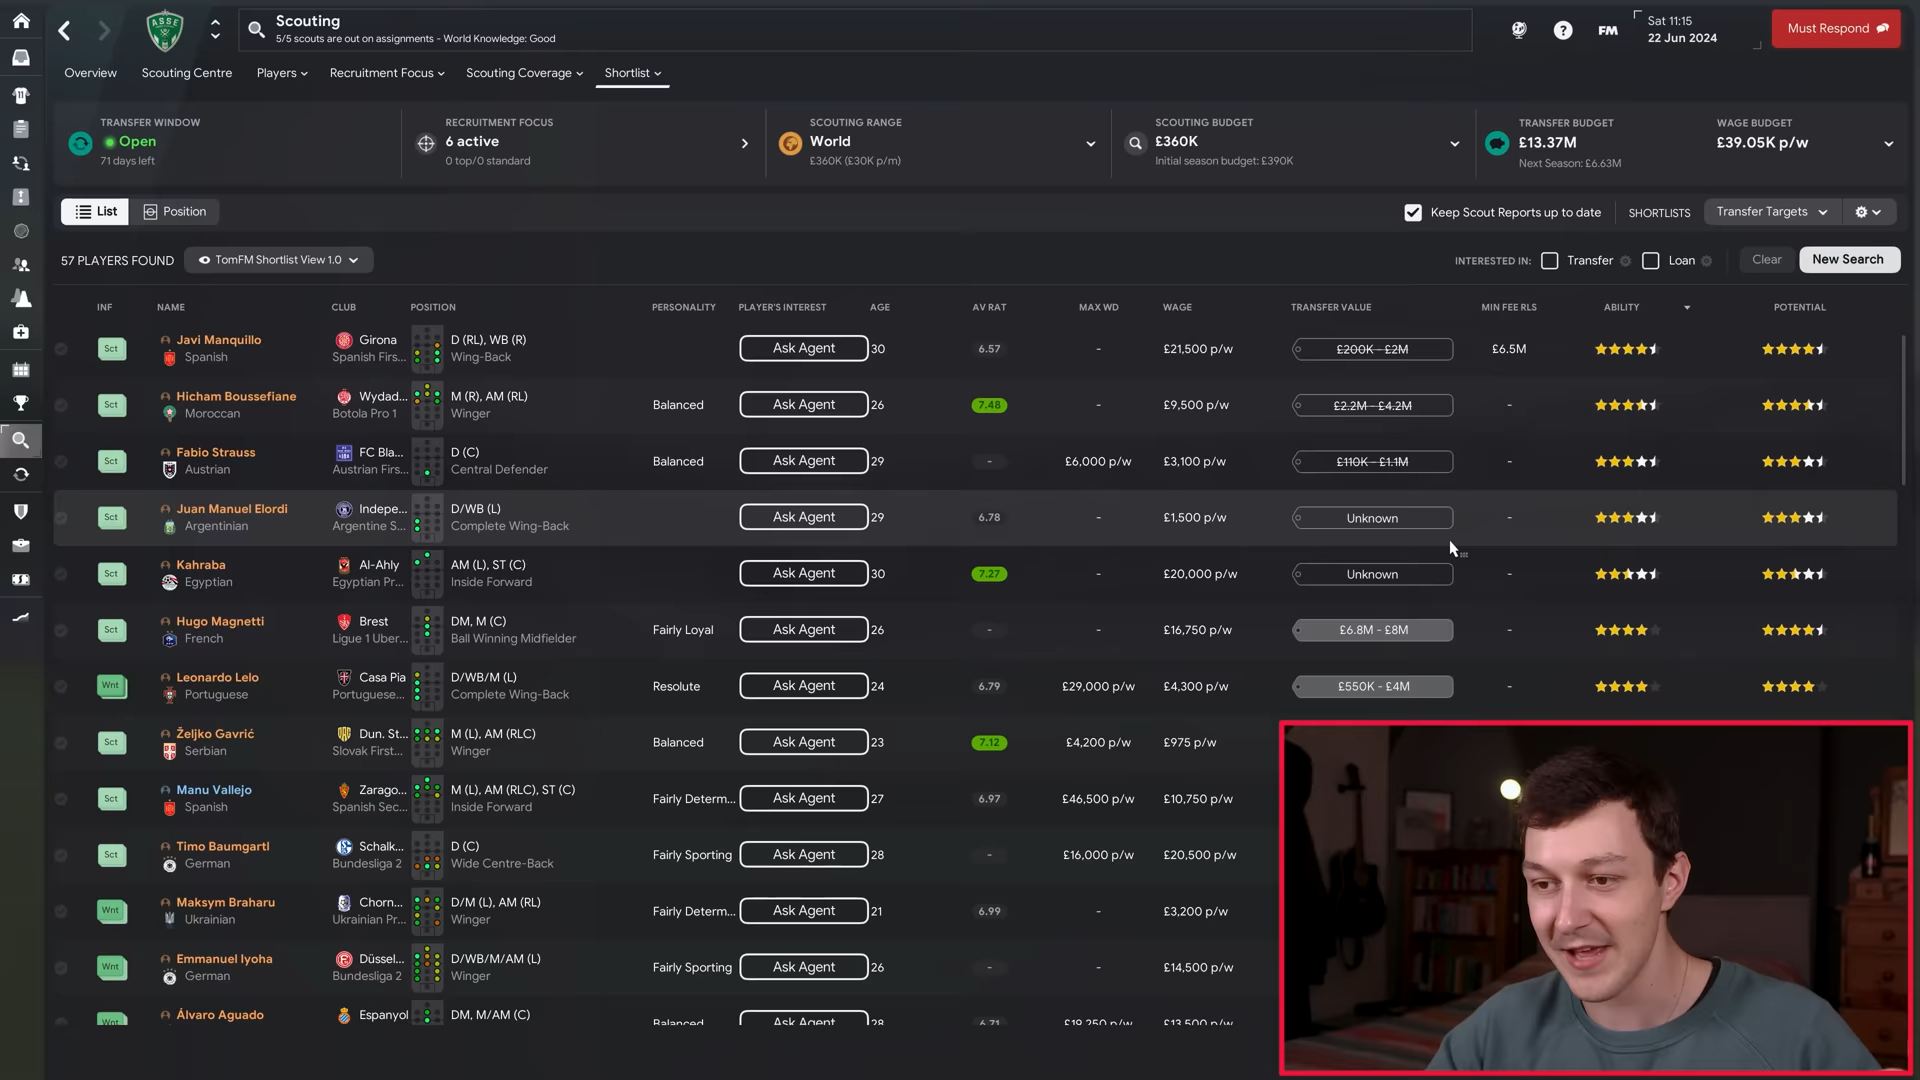 ASSE
Scouting
5/5 scouts are out on assignments - World Knowledge: Good
FM
Sat 11:15
22 Jun 2024
Must Respond
Overview
Scouting Centre
Players
Recruitment Focus
Scouting Coverage
Shortlist
TRANSFER WINDOW
Open
71 days left
RECRUITMENT FOCUS
6 active
0 top/0 standard
SCOUTING RANGE
World
£360K (£30K p/m)
SCOUTING BUDGET
£360K
Initial season budget: £390K
TRANSFER BUDGET
£13.37M
Next Season: £6.63M
WAGE BUDGET
£39.05K p/w
List
Position
Keep Scout Reports up to date
SHORTLISTS
Transfer Targets
57 PLAYERS FOUND
TomFM Shortlist View 1.0
INTERESTED IN:
Transfer
Loan
Clear
New Search
INF NAME CLUB POSITION PERSONALITY PLAYER'S INTEREST AGE AV RAT MAX WD WAGE TRANSFER VALUE MIN FEE RLS ABILITY POTENTIAL
Sct Javi Manquillo Girona D (RL), WB (R) Ask Agent 30 6.57 - £21,500 p/w £200K - £2M £6.5M
Spanish Spanish Firs... Wing-Back
Sct Hicham Boussefiane Wydad... M (R), AM (RL) Balanced Ask Agent 26 7.48 - £9,500 p/w £2.2M - £4.2M -
Moroccan Botola Pro 1 Winger
Sct Fabio Strauss FC Bla... D (C) Balanced Ask Agent 29 - £6,000 p/w £3,100 p/w £110K - £1.1M -
Austrian Austrian Firs... Central Defender
Sct Juan Manuel Elordi Indepe... D/WB (L) Ask Agent 29 6.78 - £1,500 p/w Unknown -
Argentinian Argentine S... Complete Wing-Back
Sct Kahraba Al-Ahly AM (L), ST (C) Ask Agent 30 7.27 - £20,000 p/w Unknown -
Egyptian Egyptian Pr... Inside Forward
Sct Hugo Magnetti Brest DM, M (C) Fairly Loyal Ask Agent 26 - - £16,750 p/w £6.8M - £8M -
French Ligue 1 Uber... Ball Winning Midfielder
Wnt Leonardo Lelo Casa Pia D/WB/M (L) Resolute Ask Agent 24 6.79 £29,000 p/w £4,300 p/w £550K - £4M -
Portuguese Portuguese... Complete Wing-Back
Sct Željko Gavrić Dun. St... M (L), AM (RLC) Balanced Ask Agent 23 7.12 £4,200 p/w £975 p/w
Serbian Slovak First... Winger
Sct Manu Vallejo Zarago... M (L), AM (RLC), ST (C) Fairly Determ... Ask Agent 27 6.97 £46,500 p/w £10,750 p/w
Spanish Spanish Sec... Inside Forward
Sct Timo Baumgartl Schalk... D (C) Fairly Sporting Ask Agent 28 - £16,000 p/w £20,500 p/w
German Bundesliga 2 Wide Centre-Back
Wnt Maksym Braharu Chorn... D/M (L), AM (RL) Fairly Determ... Ask Agent 21 6.99 - £3,200 p/w
Ukrainian Ukrainian Pr... Winger
Wnt Emmanuel Iyoha Düssel... D/WB/M/AM (L) Fairly Sporting Ask Agent 26 - - £14,500 p/w
German Bundesliga 2 Winger
Wnt Álvaro Aguado Espanyol DM, M/AM (C) Balanced Ask Agent 28 6.71 £19,250 p/w £13,500 p/w